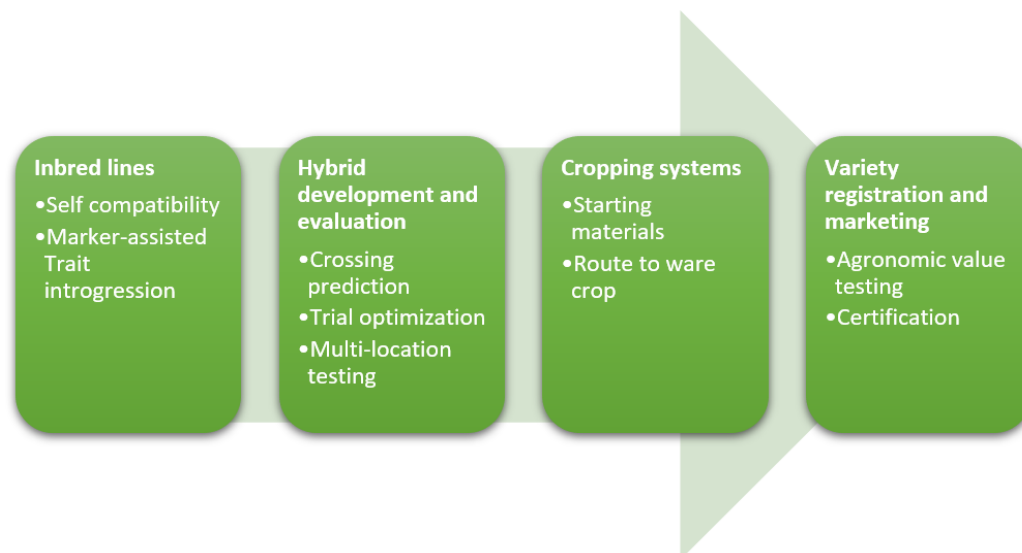 Inbred lines
•Self compatibility
•Marker-assisted
Trait
introgression
Hybrid
development and
evaluation
•Crossing
prediction
•Trial optimization
•Multi-location
testing
Cropping systems
•Starting
materials
•Route to ware
crop
Variety
registration and
marketing
•Agronomic value
testing
•Certification